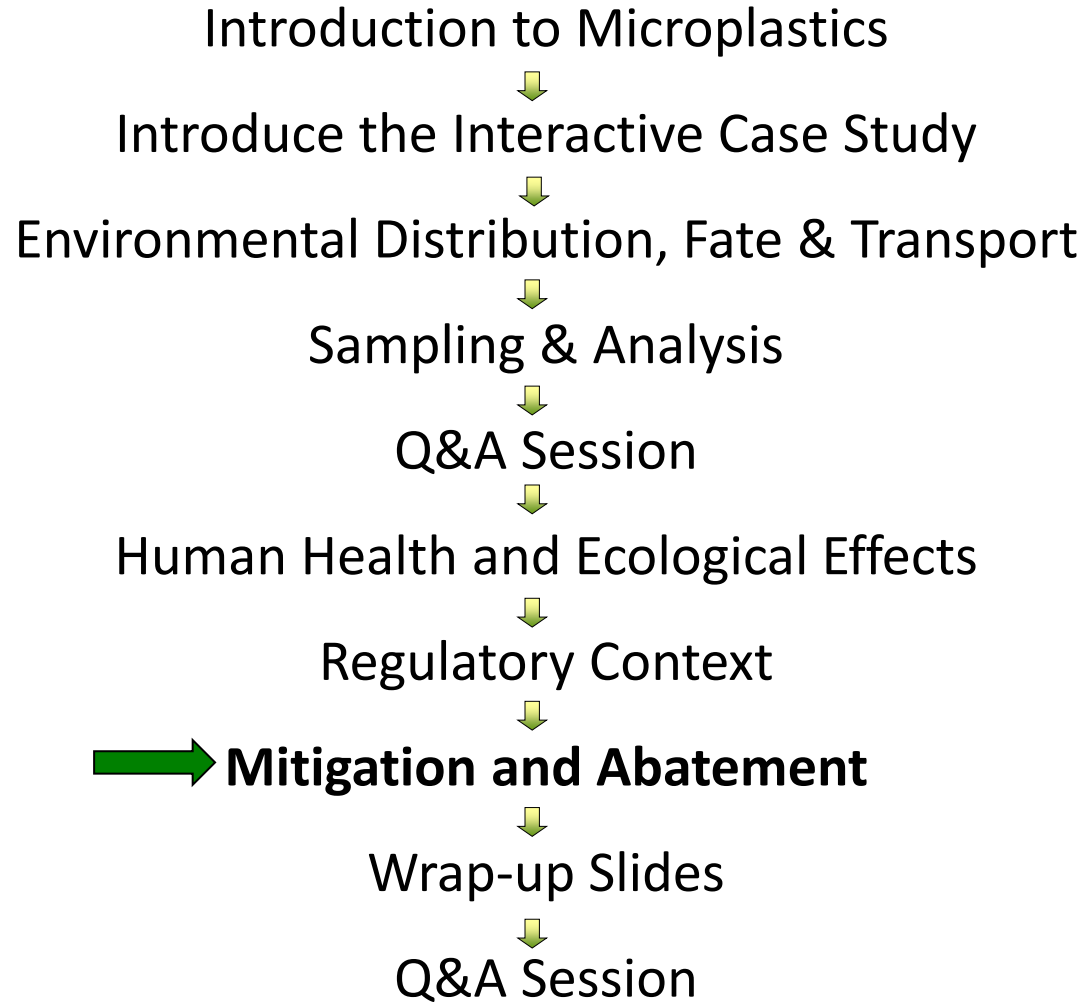 Introduction to Microplastics
Introduce the Interactive Case Study
Environmental Distribution, Fate & Transport
Sampling & Analysis
Q&A Session
Human Health and Ecological Effects
Regulatory Context
Mitigation and Abatement
Wrap-up Slides
Q&A Session